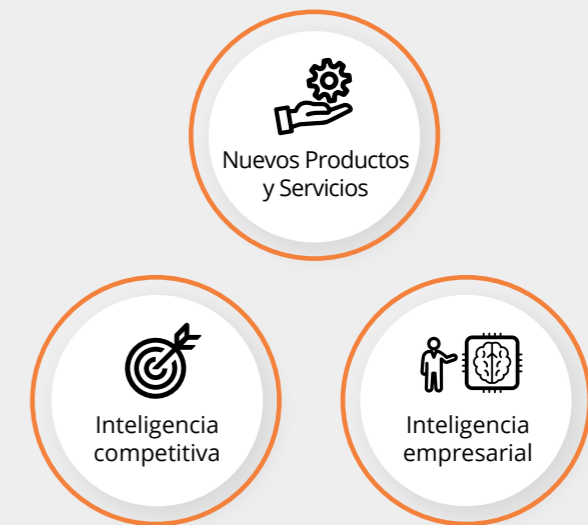 Nuevos Productos
y Servicios
Inteligencia
competitiva
Inteligencia
empresarial